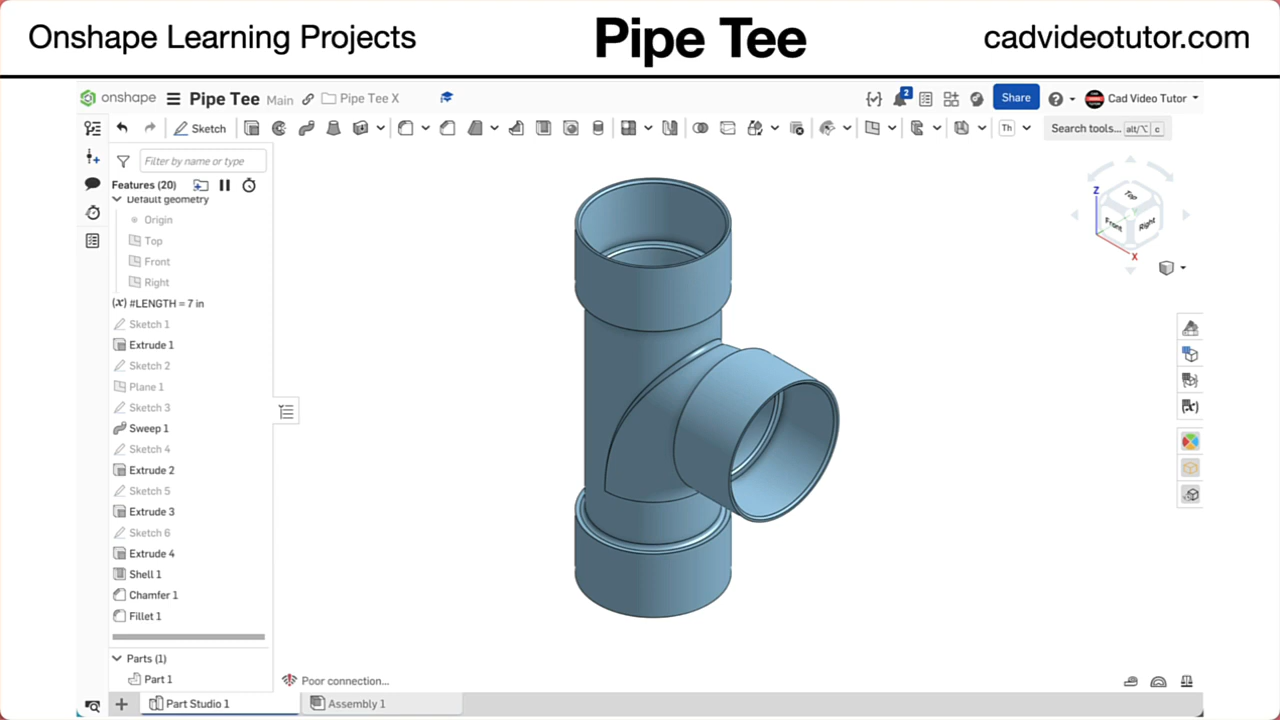 Onshape Learning Projects
Pipe Tee
cadvideotutor.com
onshape
Pipe Tee Main
Pipe Tee X
2
Share
Cad Video Tutor
Sketch
Th
Search tools... alt/⌥ c
Filter by name or type
Features (20)
Default geometry
Origin
Top
Front
Right
(x) #LENGTH = 7 in
Sketch 1
Extrude 1
Sketch 2
Plane 1
Sketch 3
Sweep 1
Sketch 4
Extrude 2
Sketch 5
Extrude 3
Sketch 6
Extrude 4
Shell 1
Chamfer 1
Fillet 1
Parts (1)
Part 1
Z
Top
Front
Right
X
Poor connection...
Part Studio 1
Assembly 1